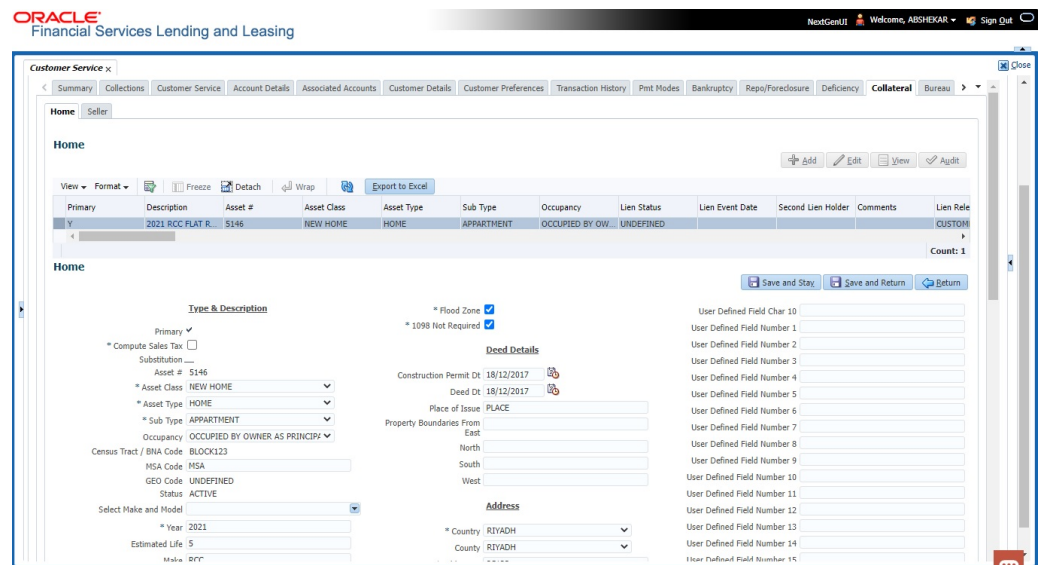 ORACLE
Financial Services Lending and Leasing
NextGenUI Welcome, ABSHEKAR Sign Out
Customer Service x
Close
Summary Collections Customer Service Account Details Associated Accounts Customer Details Customer Preferences Transaction History Pmt Modes Bankruptcy Repo/Foreclosure Deficiency Collateral Bureau
Home Seller
Home
Add Edit View Audit
View Format Freeze Detach Wrap Export to Excel
Primary Description Asset # Asset Class Asset Type Sub Type Occupancy Lien Status Lien Event Date Second Lien Holder Comments Lien Rele
Y 2021 RCC FLAT R... 5146 NEW HOME HOME APPARTMENT OCCUPIED BY OW... UNDEFINED CUSTOM
Count: 1
Home
Save and Stay Save and Return Return
Type & Description
Primary
* Compute Sales Tax
Substitution
Asset # 5146
* Asset Class NEW HOME
* Asset Type HOME
* Sub Type APPARTMENT
Occupancy OCCUPIED BY OWNER AS PRINCIPA
Census Tract / BNA Code BLOCK123
MSA Code MSA
GEO Code UNDEFINED
Status ACTIVE
Select Make and Model
* Year 2021
Estimated Life 5
Make RCC
* Flood Zone
* 1098 Not Required
Deed Details
Construction Permit Dt 18/12/2017
Deed Dt 18/12/2017
Place of Issue PLACE
Property Boundaries From
East
North
South
West
Address
* Country RIYADH
County RIYADH
User Defined Field Char 10
User Defined Field Number 1
User Defined Field Number 2
User Defined Field Number 3
User Defined Field Number 4
User Defined Field Number 5
User Defined Field Number 6
User Defined Field Number 7
User Defined Field Number 8
User Defined Field Number 9
User Defined Field Number 10
User Defined Field Number 11
User Defined Field Number 12
User Defined Field Number 13
User Defined Field Number 14
User Defined Field Number 15